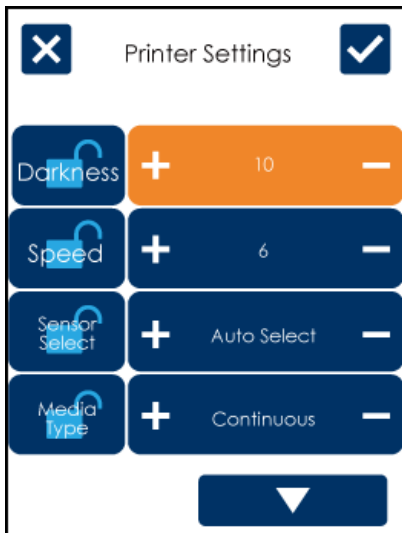 Printer Settings
Darkness
+ 10 −
Speed
+ 6 −
Sensor
Select
+ Auto Select −
Media
Type
+ Continuous −